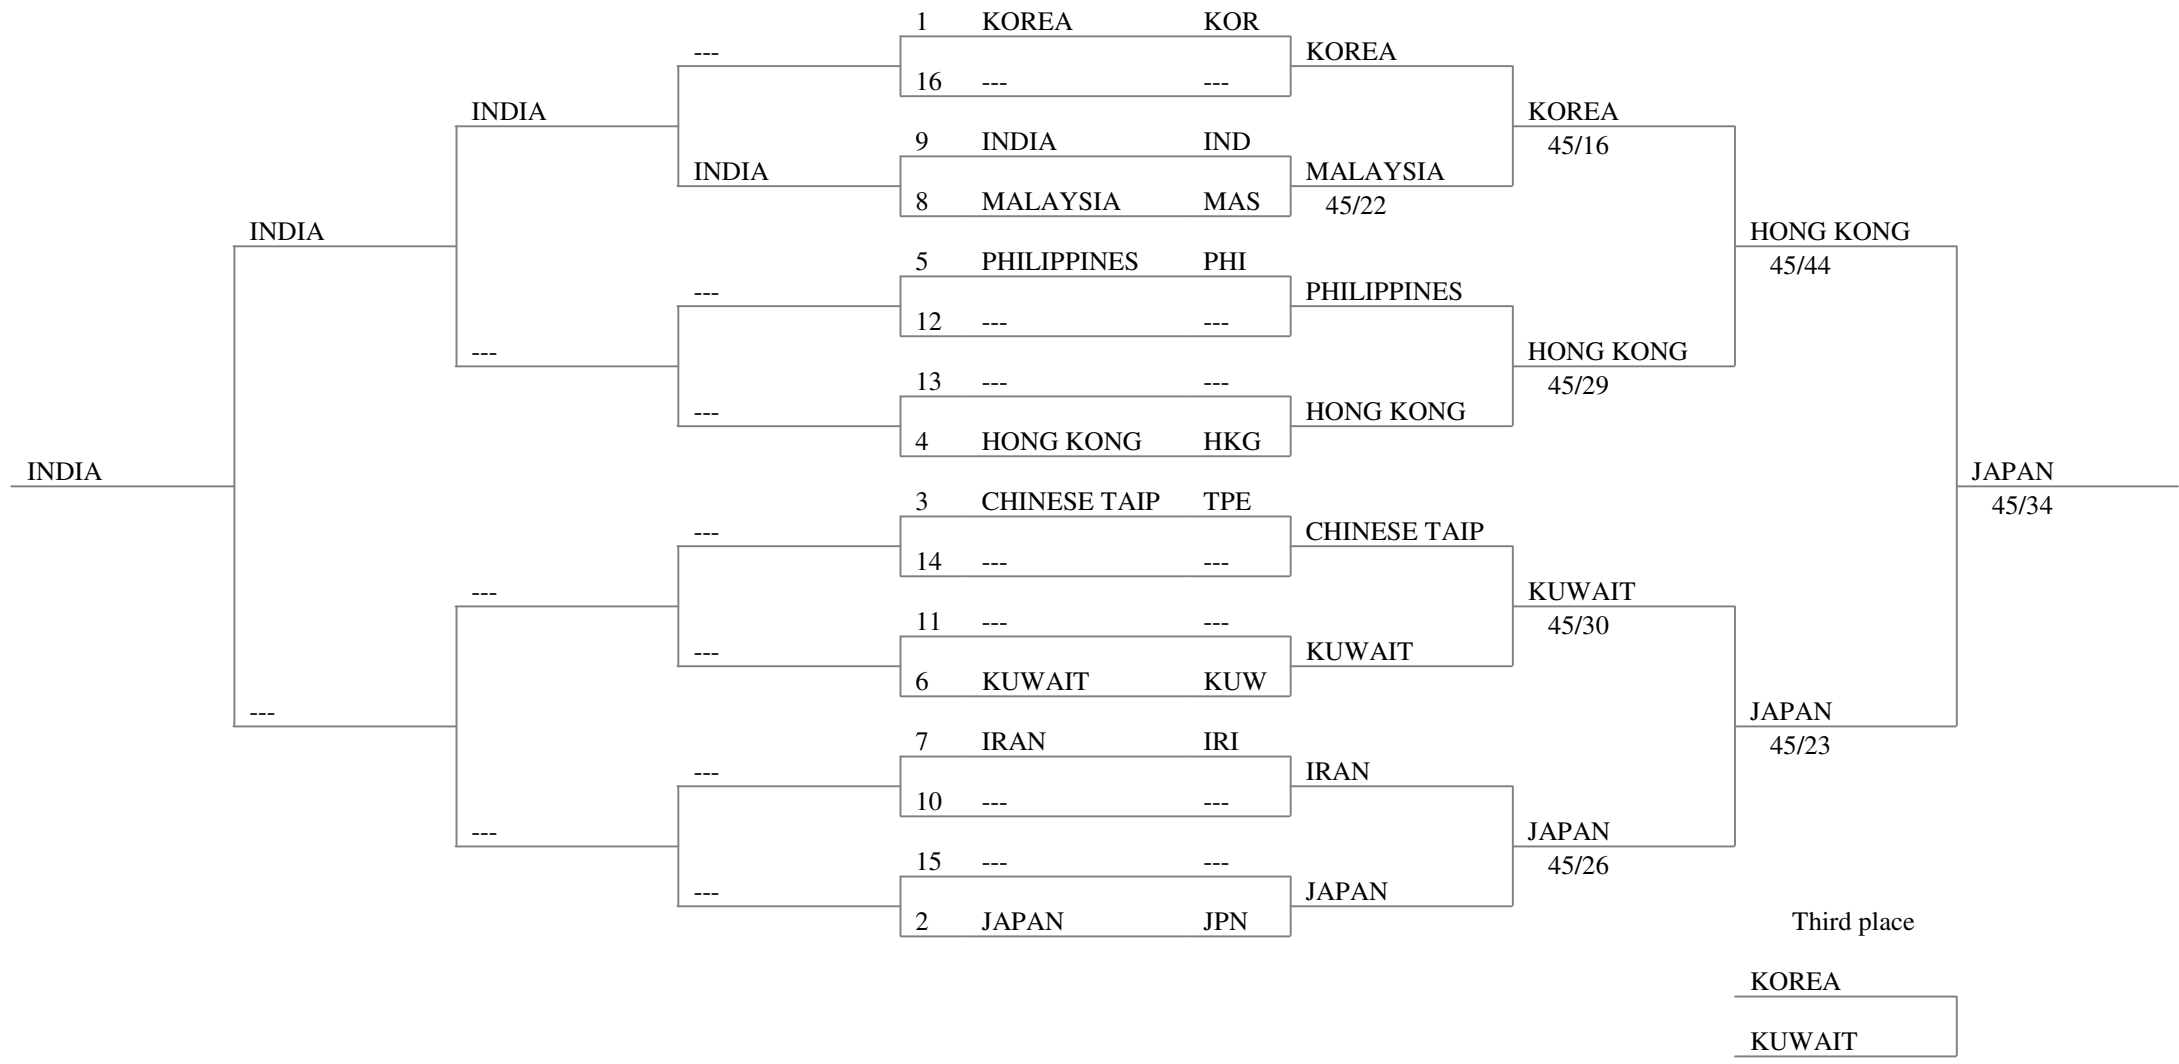 1 KOREA KOR
--- KOREA
16 --- ---
INDIA KOREA
9 INDIA IND 45/16
INDIA MALAYSIA
8 MALAYSIA MAS 45/22
INDIA HONG KONG
5 PHILIPPINES PHI 45/44
--- PHILIPPINES
12 --- ---
--- HONG KONG
13 --- --- 45/29
--- HONG KONG
4 HONG KONG HKG
INDIA JAPAN
3 CHINESE TAIP TPE 45/34
--- CHINESE TAIP
14 --- ---
--- KUWAIT
11 --- --- 45/30
--- KUWAIT
6 KUWAIT KUW
--- JAPAN
7 IRAN IRI 45/23
--- IRAN
10 --- ---
--- JAPAN
15 --- --- 45/26
--- JAPAN
2 JAPAN JPN Third place
KOREA
KUWAIT